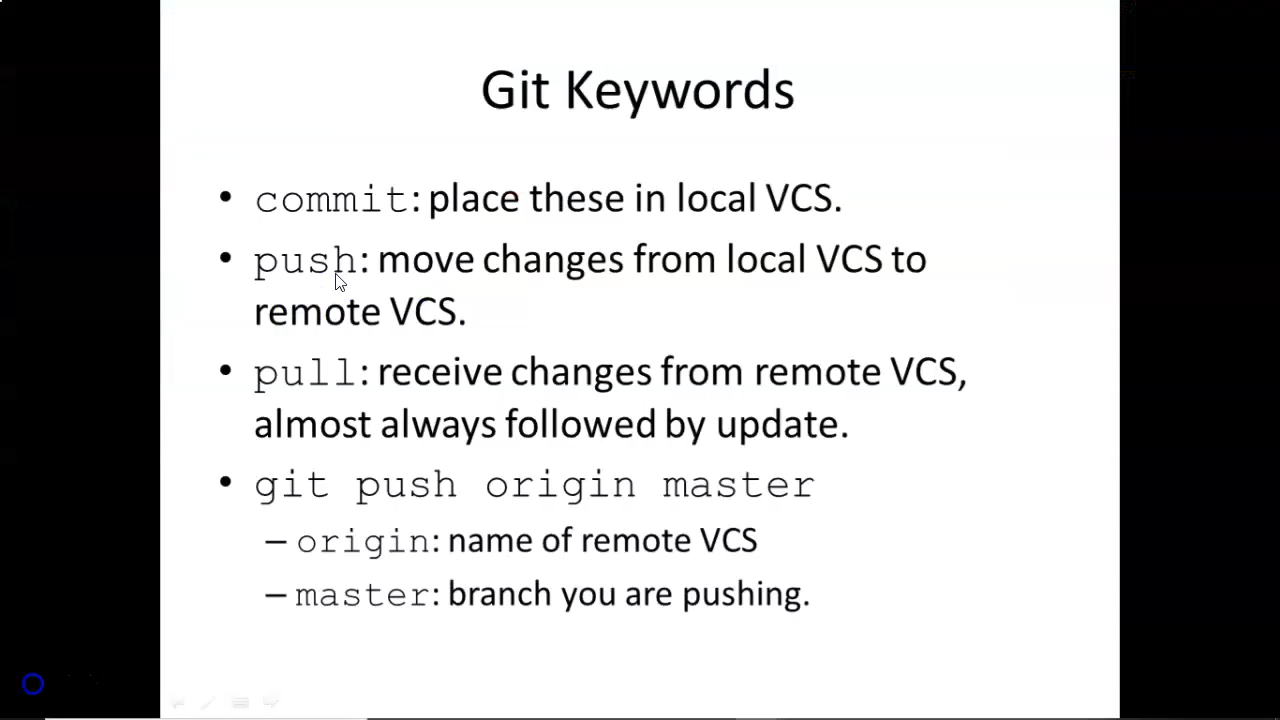 Git Keywords
• commit: place these in local VCS.
• push: move changes from local VCS to
remote VCS.
• pull: receive changes from remote VCS,
almost always followed by update.
• git push origin master
– origin: name of remote VCS
– master: branch you are pushing.